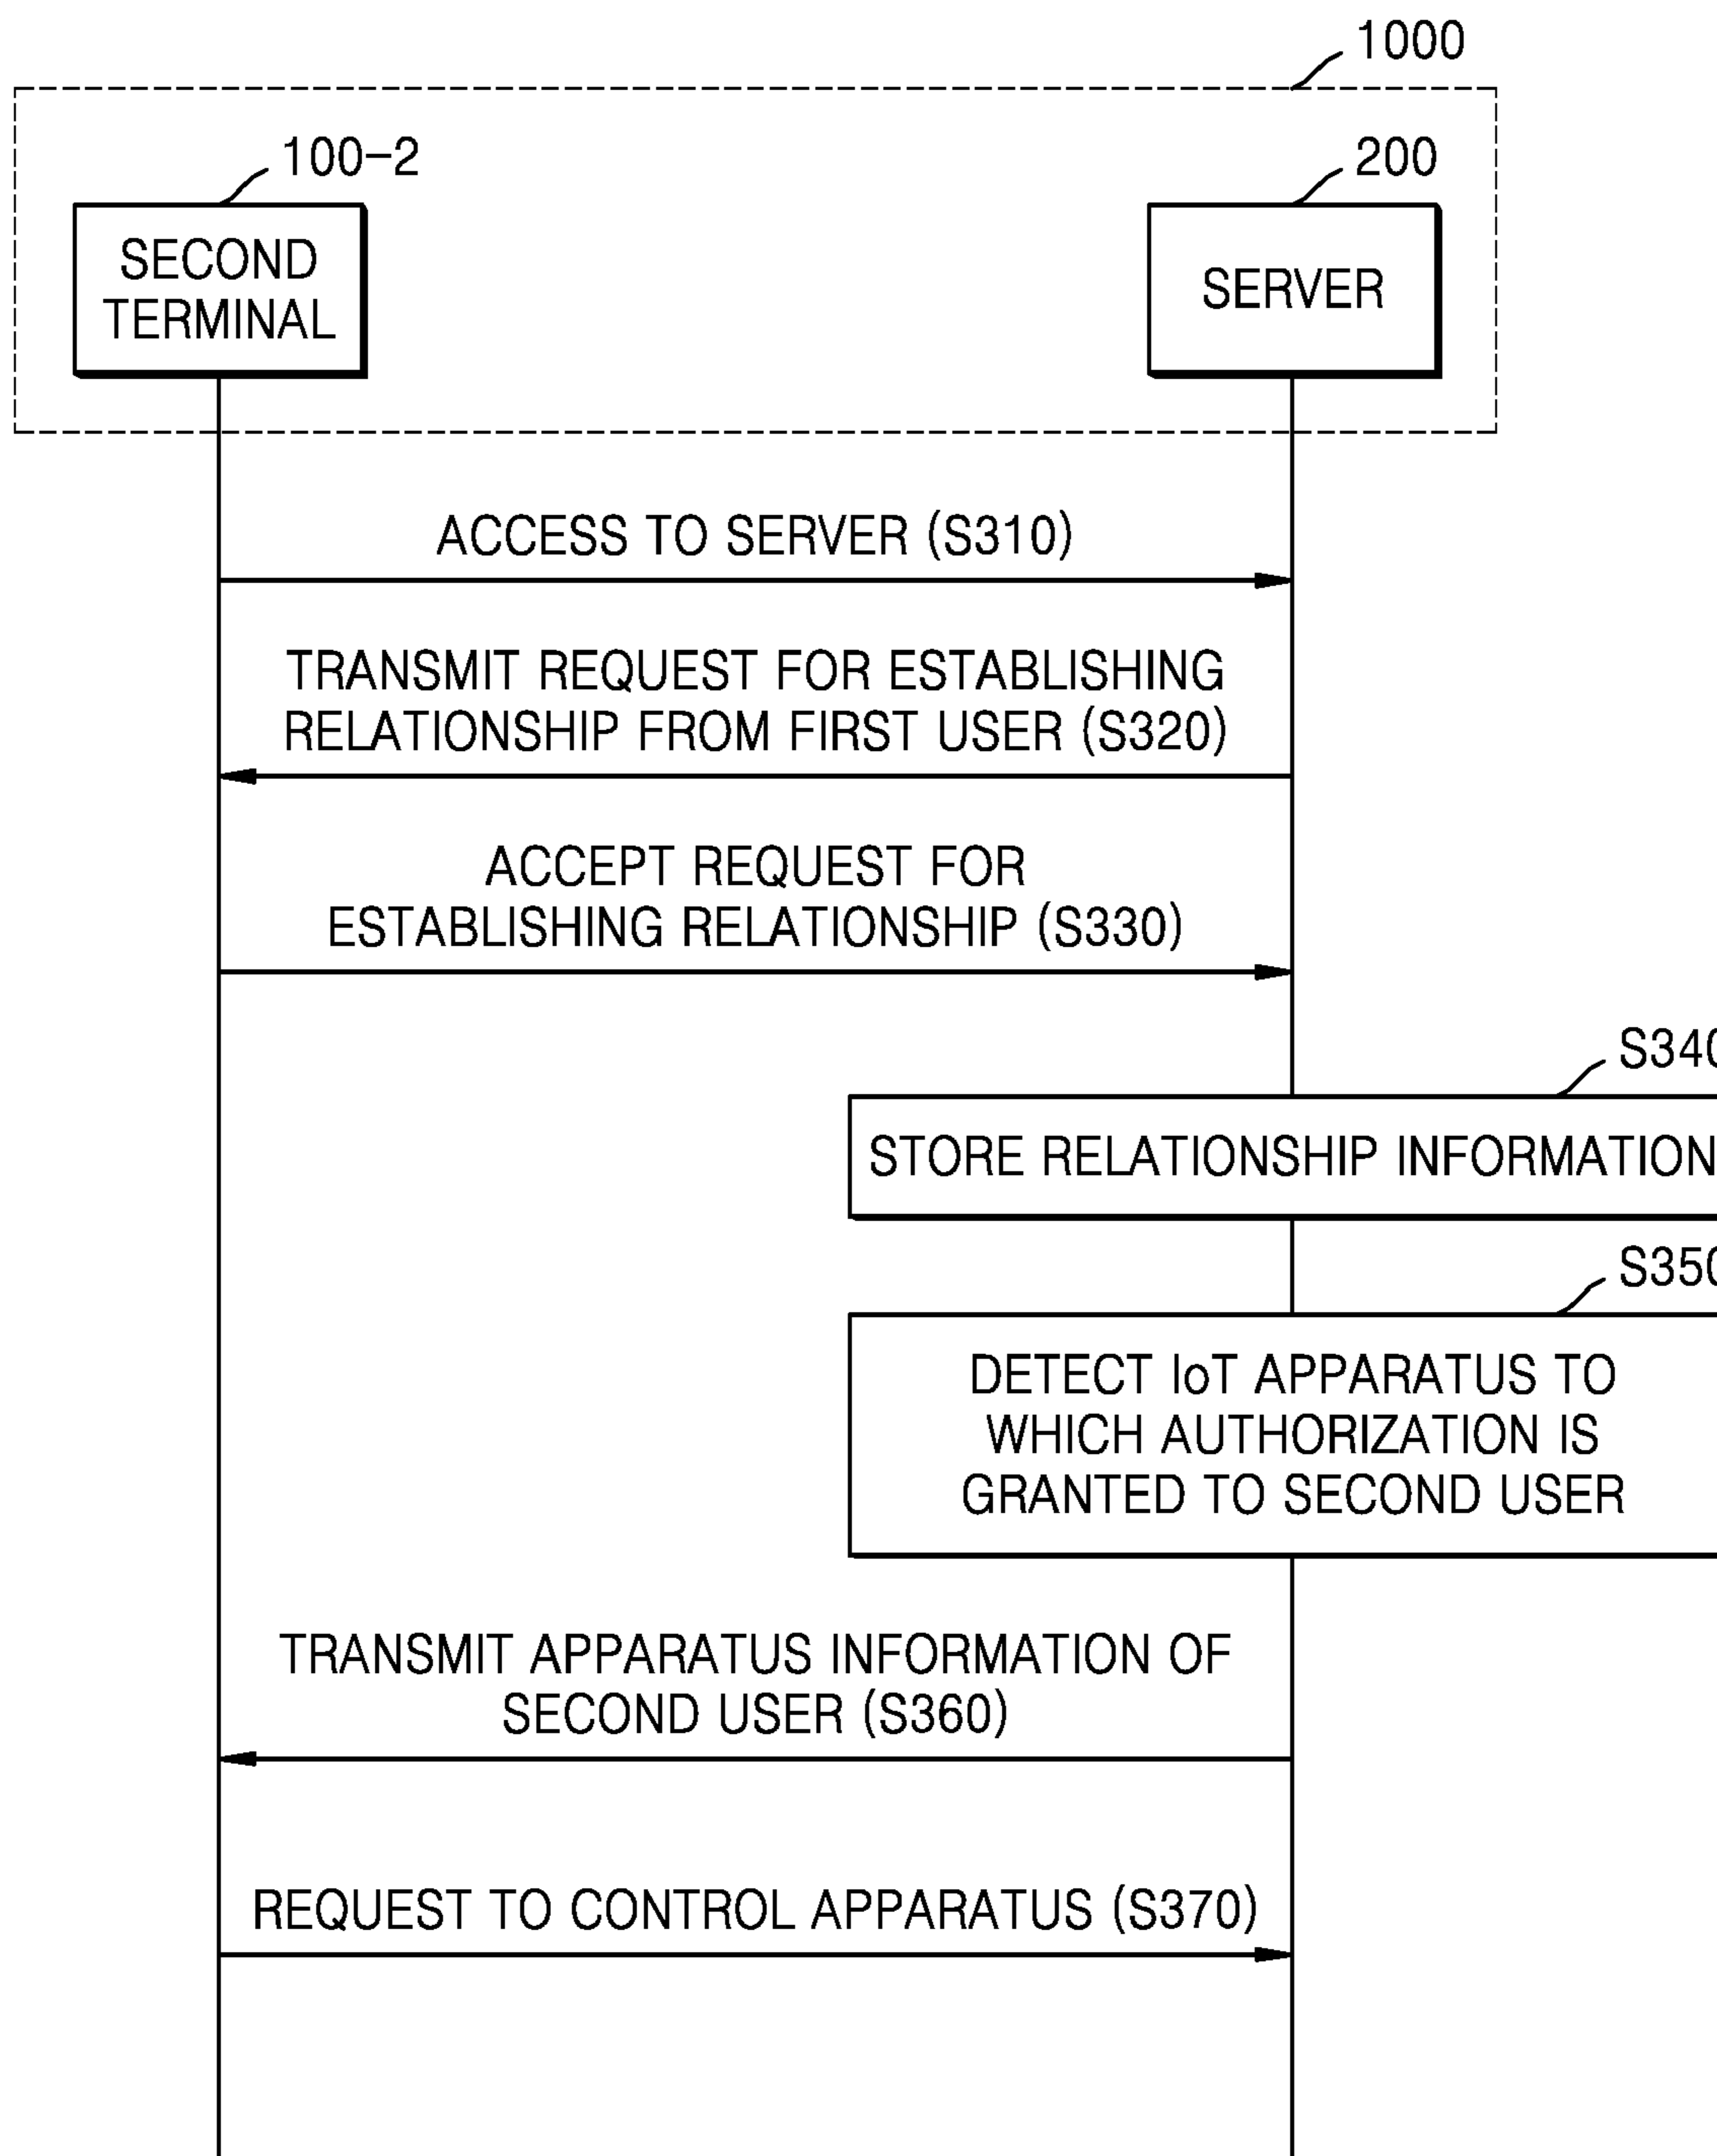 1000
100-2
200
SECOND
TERMINAL
SERVER
ACCESS TO SERVER (S310)
TRANSMIT REQUEST FOR ESTABLISHING
RELATIONSHIP FROM FIRST USER (S320)
ACCEPT REQUEST FOR
ESTABLISHING RELATIONSHIP (S330)
S340
STORE RELATIONSHIP INFORMATION
S350
DETECT IoT APPARATUS TO
WHICH AUTHORIZATION IS
GRANTED TO SECOND USER
TRANSMIT APPARATUS INFORMATION OF
SECOND USER (S360)
REQUEST TO CONTROL APPARATUS (S370)